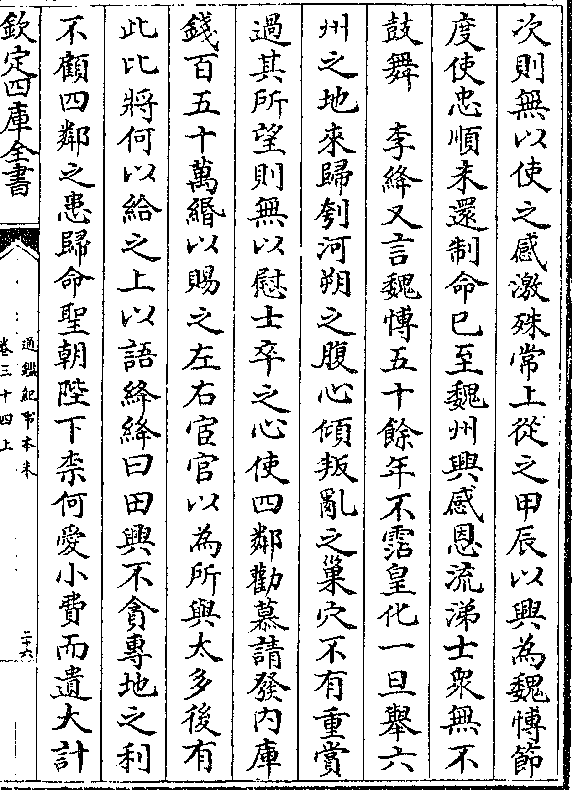 次則無以使之感激殊常上從之甲辰以興為魏愽節
度使忠順未還制命已至魏州興感恩流涕士衆無不
鼓舞　李絳又言魏愽五十餘年不霑皇化一旦舉六
州之地來歸刳河朔之腹心傾叛亂之巢穴不有重賞
過其所望則無以慰士卒之心使四鄰勸慕請發内庫
錢百五十萬緡以賜之左右宦官以為所與太多後有
此比將何以給之上以語絳絳曰田興不貪專地之利
不顧四鄰之患歸命聖朝陛下柰何愛小費而遺大計
欽定四庫全書
通鑑紀事本末
卷三十四上
二十六